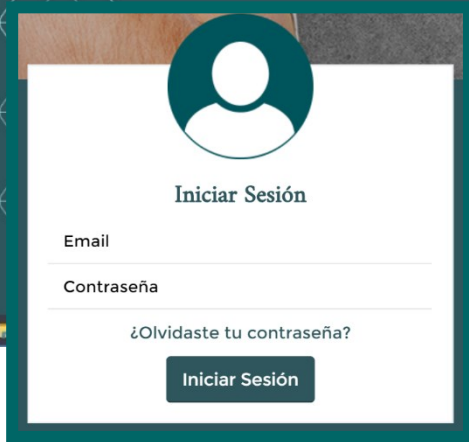 Iniciar Sesión
Email
Contraseña
¿Olvidaste tu contraseña?
Iniciar Sesión